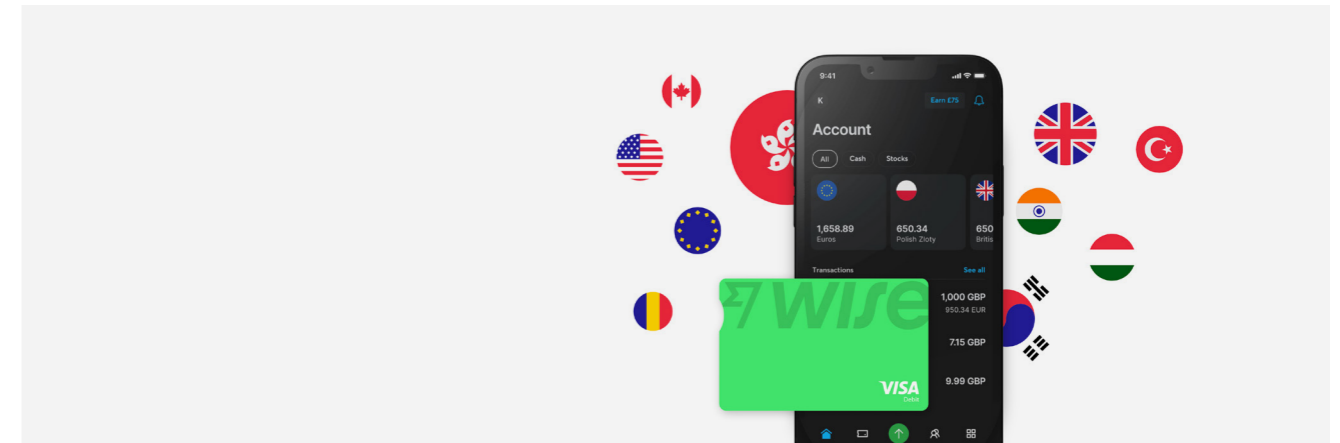 9:41
K
Earn £75
Account
All Cash Stocks
1,658.89
Euros
650.34
Polish Zloty
650
Britis
Transactions See all
1,000 GBP
950.34 EUR
7.15 GBP
9.99 GBP
wise
VISA
Debit